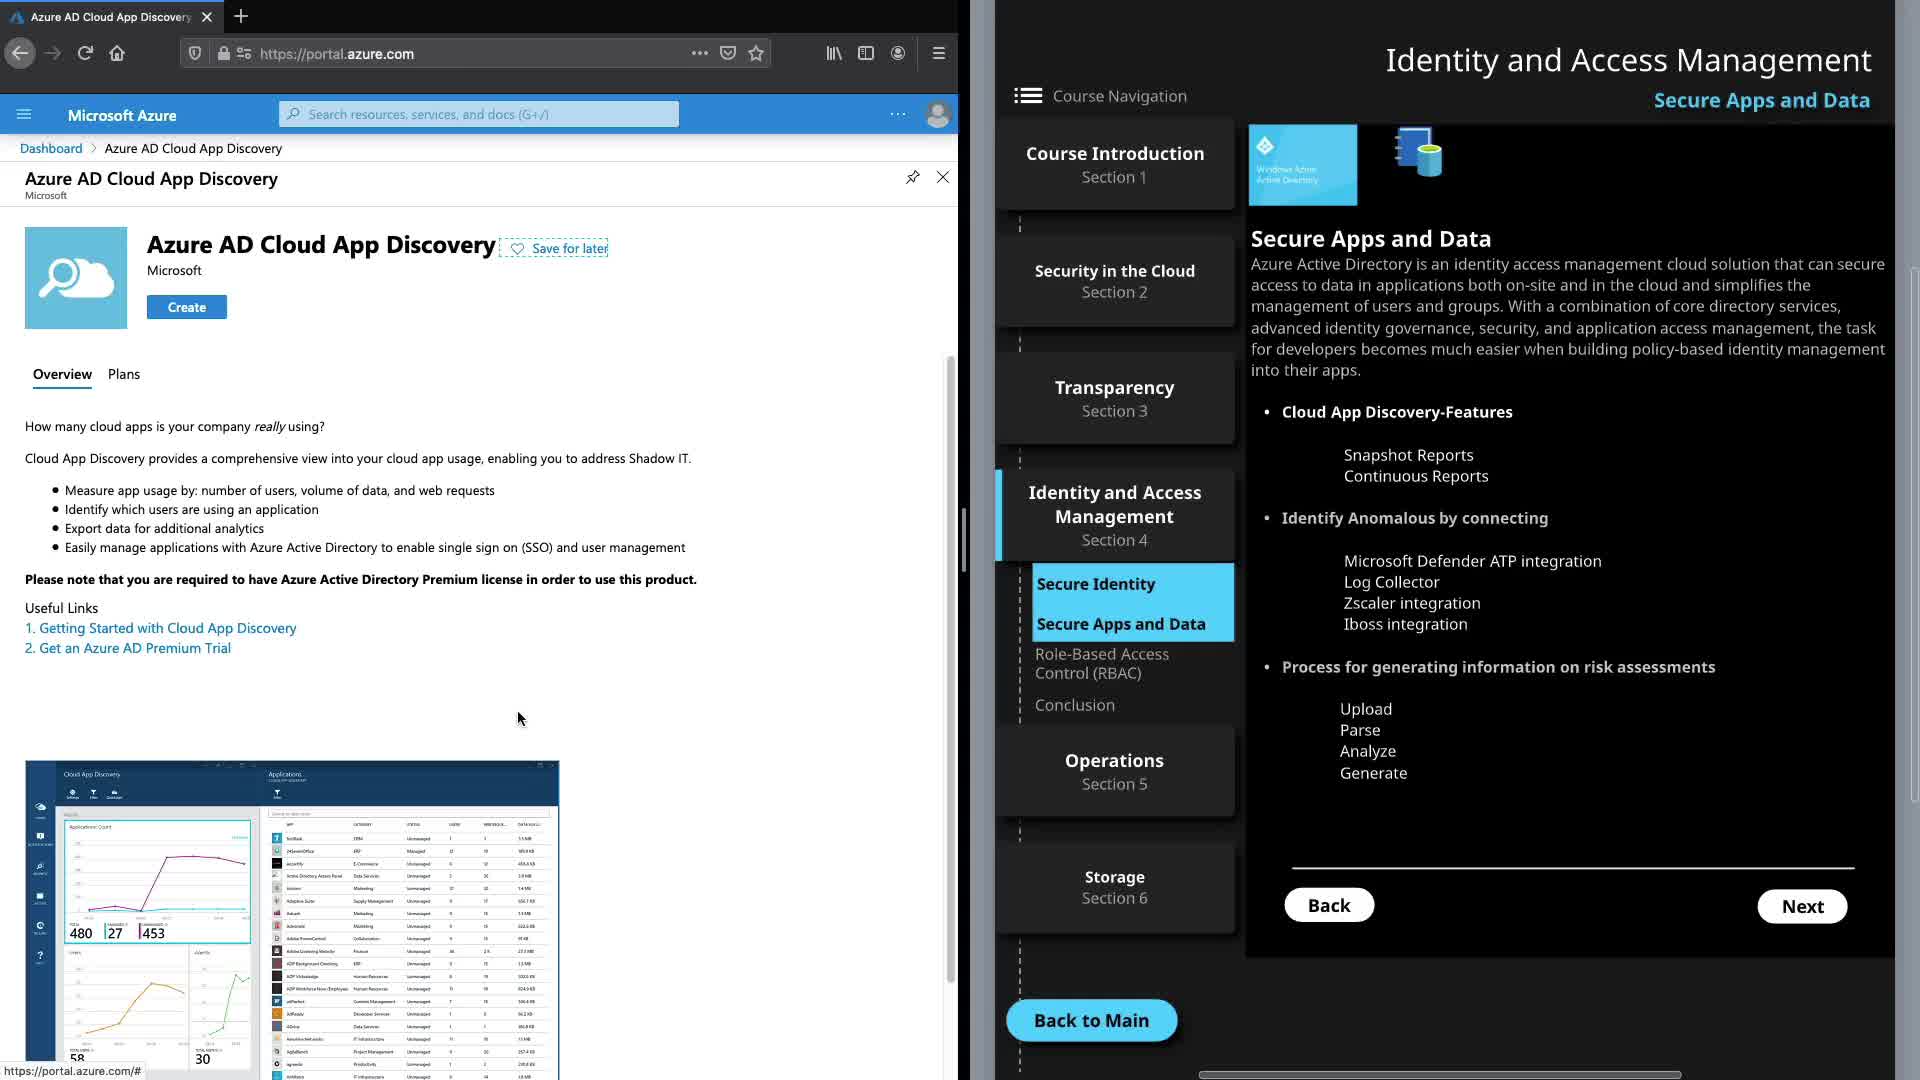 Azure AD Cloud App Discovery
https://portal.azure.com
Microsoft Azure
Search resources, services, and docs (G+/)
Dashboard > Azure AD Cloud App Discovery
Azure AD Cloud App Discovery
Microsoft
Azure AD Cloud App Discovery
Save for later
Microsoft
Create
Overview
Plans
How many cloud apps is your company really using?
Cloud App Discovery provides a comprehensive view into your cloud app usage, enabling you to address Shadow IT.
● Measure app usage by: number of users, volume of data, and web requests
● Identify which users are using an application
● Export data for additional analytics
● Easily manage applications with Azure Active Directory to enable single sign on (SSO) and user management
Please note that you are required to have Azure Active Directory Premium license in order to use this product.
Useful Links
1. Getting Started with Cloud App Discovery
2. Get an Azure AD Premium Trial
Cloud App Discovery
Applications
480
27
453
58
30
https://portal.azure.com/#
Identity and Access Management
Secure Apps and Data
Course Navigation
Course Introduction
Section 1
Security in the Cloud
Section 2
Transparency
Section 3
Identity and Access
Management
Section 4
Secure Identity
Secure Apps and Data
Role-Based Access
Control (RBAC)
Conclusion
Operations
Section 5
Storage
Section 6
Back to Main
Windows Azure
Active Directory
Secure Apps and Data
Azure Active Directory is an identity access management cloud solution that can secure
access to data in applications both on-site and in the cloud and simplifies the
management of users and groups. With a combination of core directory services,
advanced identity governance, security, and application access management, the task
for developers becomes much easier when building policy-based identity management
into their apps.
• Cloud App Discovery-Features
Snapshot Reports
Continuous Reports
• Identify Anomalous by connecting
Microsoft Defender ATP integration
Log Collector
Zscaler integration
Iboss integration
• Process for generating information on risk assessments
Upload
Parse
Analyze
Generate
Back
Next